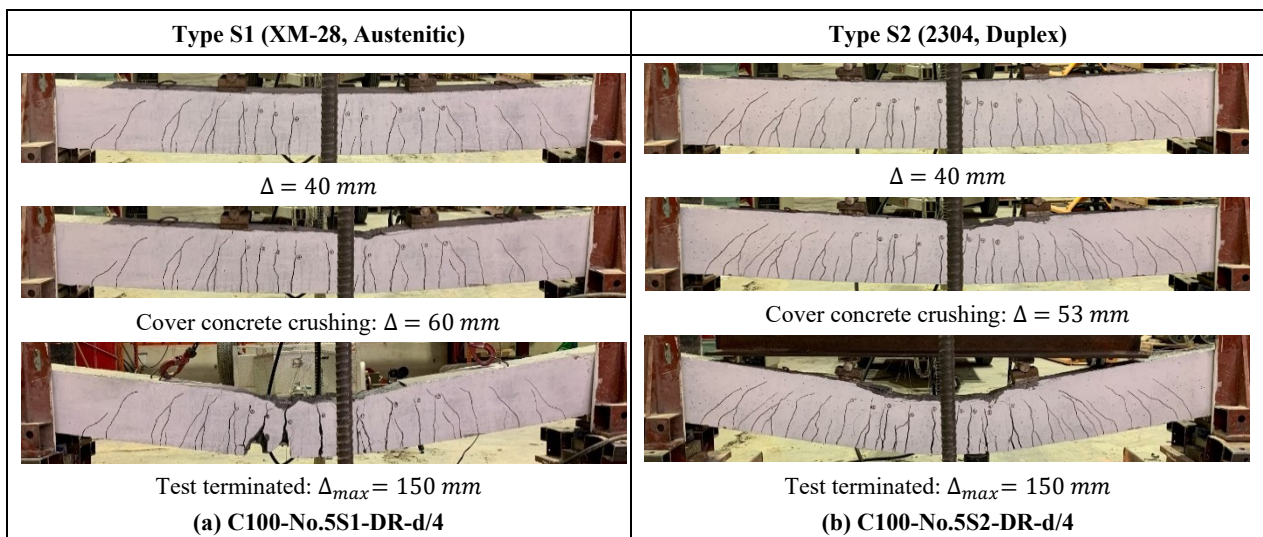 Type S1 (XM-28, Austenitic)
Type S2 (2304, Duplex)
Δ = 40 mm
Δ = 40 mm
Cover concrete crushing: Δ = 60 mm
Cover concrete crushing: Δ = 53 mm
Test terminated: Δmax= 150 mm
Test terminated: Δmax= 150 mm
(a) C100-No.5S1-DR-d/4
(b) C100-No.5S2-DR-d/4